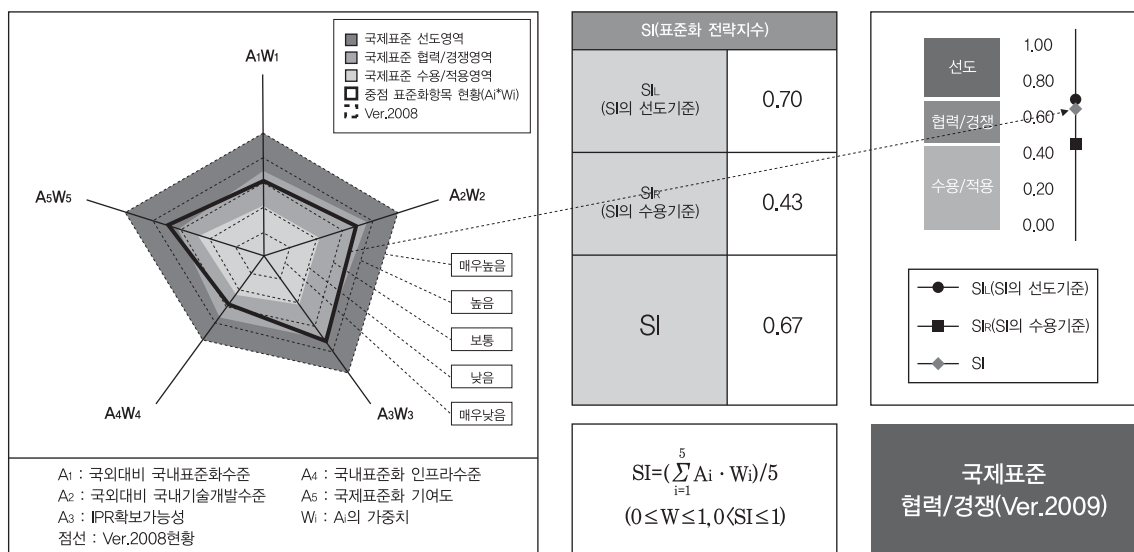 국제표준 선도영역
국제표준 협력/경쟁영역
국제표준 수용/적용영역
중점 표준화항목 현황(Ai*Wi)
Ver.2008
A1W1
A2W2
A3W3
A4W4
A5W5
매우높음
높음
보통
낮음
매우낮음
A1 : 국외대비 국내표준화수준
A2 : 국외대비 국내기술개발수준
A3 : IPR확보가능성
점선 : Ver.2008현황
A4 : 국내표준화 인프라수준
A5 : 국제표준화 기여도
Wi : Ai의 가중치
SI(표준화 전략지수)
SIL
(SI의 선도기준)
0.70
SIR
(SI의 수용기준)
0.43
SI
0.67
SI=(5∑i=1 Ai · Wi)/5
(0≤W≤1, 0〈SI≤1)
선도
협력/경쟁
수용/적용
1.00
0.80
0.60
0.40
0.20
0.00
SIL(SI의 선도기준)
SIR(SI의 수용기준)
SI
국제표준
협력/경쟁(Ver.2009)